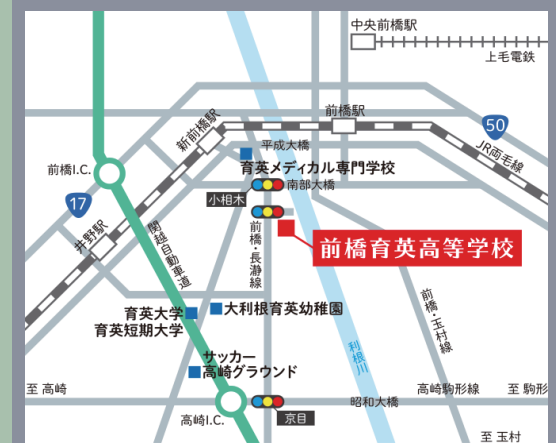 中央前橋駅
上毛電鉄
前橋駅
50
新前橋駅
平成大橋
JR両毛線
育英メディカル専門学校
前橋I.C.
南部大橋
小相木
17
井野駅
関越自動車道
前橋・長瀞線
前橋育英高等学校
育英大学
育英短期大学
大利根育英幼稚園
前橋・玉村線
利根川
サッカー
高崎グラウンド
至 高崎
高崎駒形線
至 駒形
昭和大橋
高崎I.C.
京目
至 玉村